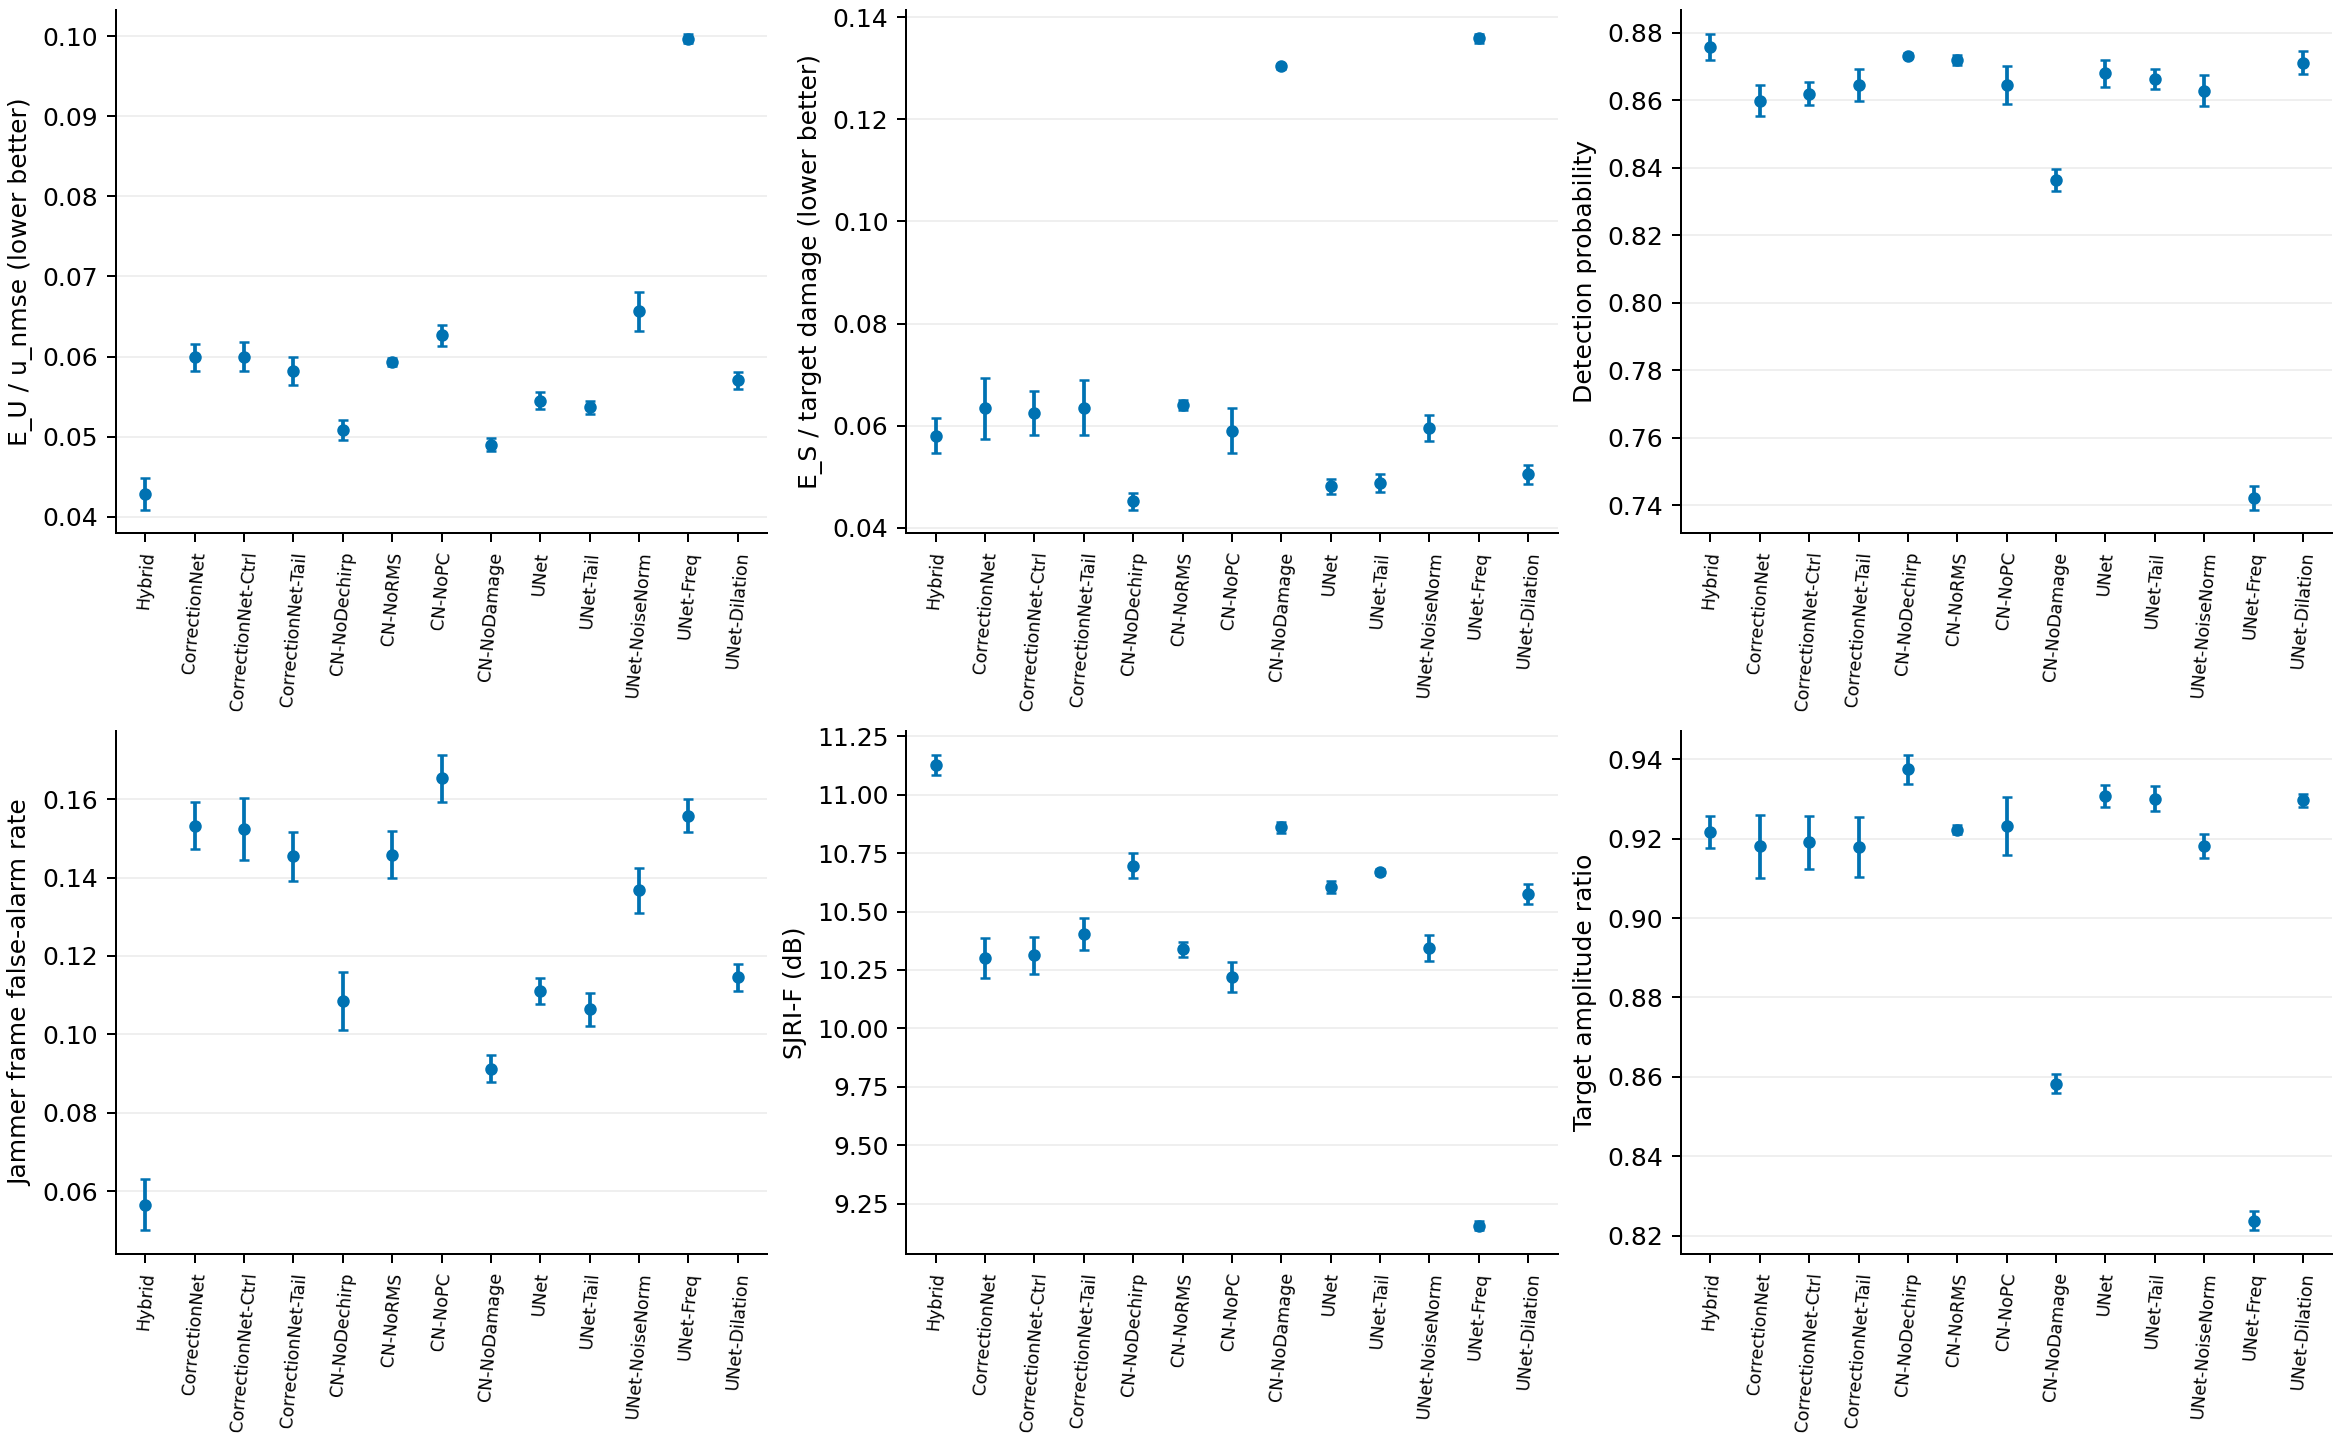 E_U / u_nmse (lower better)
0.10
0.09
0.08
0.07
0.06
0.05
0.04
Hybrid
CorrectionNet
CorrectionNet-Ctrl
CorrectionNet-Tail
CN-NoDechirp
CN-NoRMS
CN-NoPC
CN-NoDamage
UNet
UNet-Tail
UNet-NoiseNorm
UNet-Freq
UNet-Dilation
E_S / target damage (lower better)
0.14
0.12
0.10
0.08
0.06
0.04
Hybrid
CorrectionNet
CorrectionNet-Ctrl
CorrectionNet-Tail
CN-NoDechirp
CN-NoRMS
CN-NoPC
CN-NoDamage
UNet
UNet-Tail
UNet-NoiseNorm
UNet-Freq
UNet-Dilation
Detection probability
0.88
0.86
0.84
0.82
0.80
0.78
0.76
0.74
Hybrid
CorrectionNet
CorrectionNet-Ctrl
CorrectionNet-Tail
CN-NoDechirp
CN-NoRMS
CN-NoPC
CN-NoDamage
UNet
UNet-Tail
UNet-NoiseNorm
UNet-Freq
UNet-Dilation
Jammer frame false-alarm rate
0.16
0.14
0.12
0.10
0.08
0.06
Hybrid
CorrectionNet
CorrectionNet-Ctrl
CorrectionNet-Tail
CN-NoDechirp
CN-NoRMS
CN-NoPC
CN-NoDamage
UNet
UNet-Tail
UNet-NoiseNorm
UNet-Freq
UNet-Dilation
SJRI-F (dB)
11.25
11.00
10.75
10.50
10.25
10.00
9.75
9.50
9.25
Hybrid
CorrectionNet
CorrectionNet-Ctrl
CorrectionNet-Tail
CN-NoDechirp
CN-NoRMS
CN-NoPC
CN-NoDamage
UNet
UNet-Tail
UNet-NoiseNorm
UNet-Freq
UNet-Dilation
Target amplitude ratio
0.94
0.92
0.90
0.88
0.86
0.84
0.82
Hybrid
CorrectionNet
CorrectionNet-Ctrl
CorrectionNet-Tail
CN-NoDechirp
CN-NoRMS
CN-NoPC
CN-NoDamage
UNet
UNet-Tail
UNet-NoiseNorm
UNet-Freq
UNet-Dilation